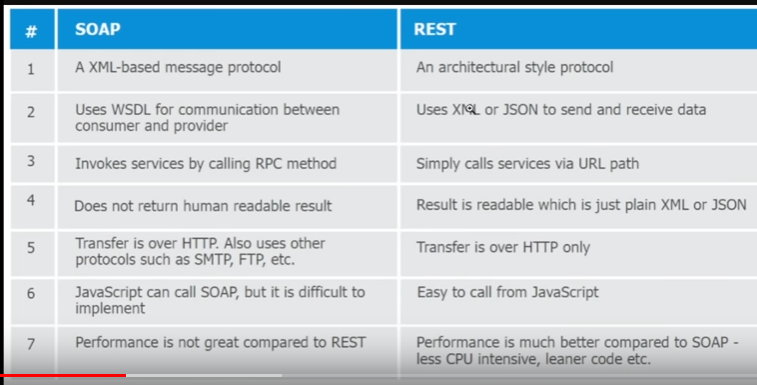 # SOAP REST
1 A XML-based message protocol An architectural style protocol
2 Uses WSDL for communication between Uses XML or JSON to send and receive data
consumer and provider
3 Invokes services by calling RPC method Simply calls services via URL path
4 Does not return human readable result Result is readable which is just plain XML or JSON
5 Transfer is over HTTP. Also uses other Transfer is over HTTP only
protocols such as SMTP, FTP, etc.
6 JavaScript can call SOAP, but it is difficult to Easy to call from JavaScript
implement
7 Performance is not great compared to REST Performance is much better compared to SOAP -
less CPU intensive, leaner code etc.